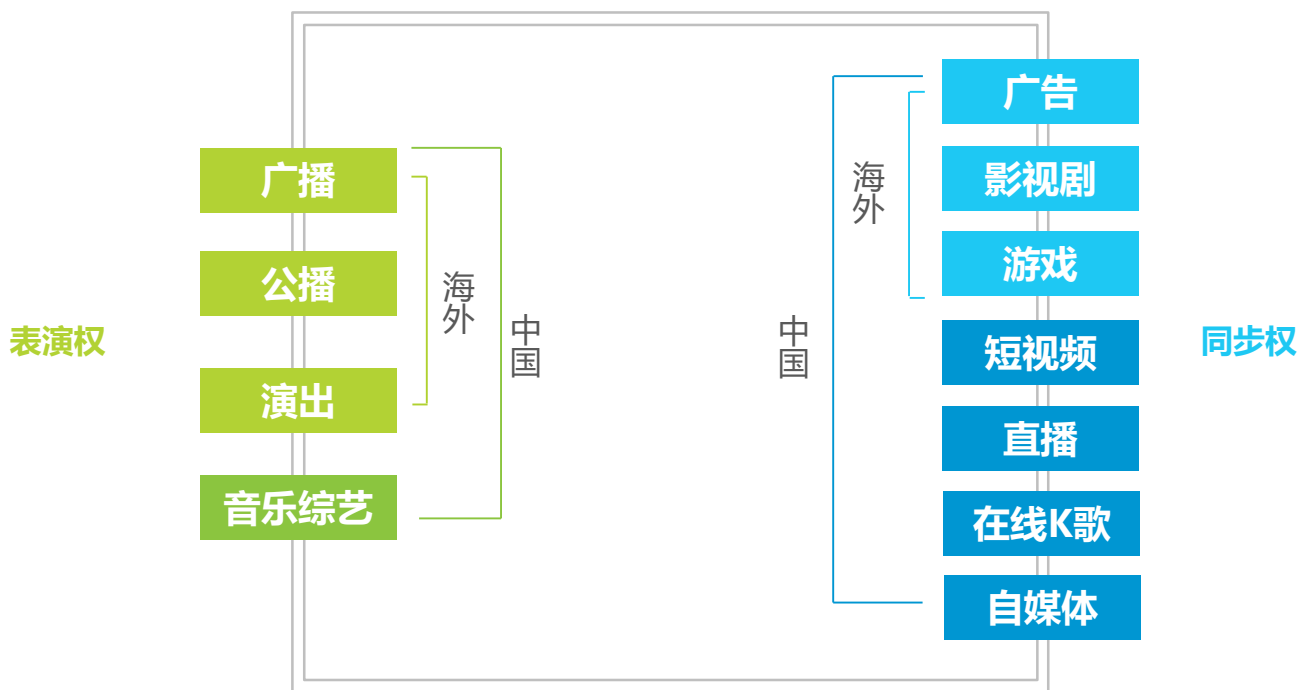 表演权
广播
公播
演出
音乐综艺
海外
中国
中国
海外
广告
影视剧
游戏
短视频
直播
在线K歌
自媒体
同步权